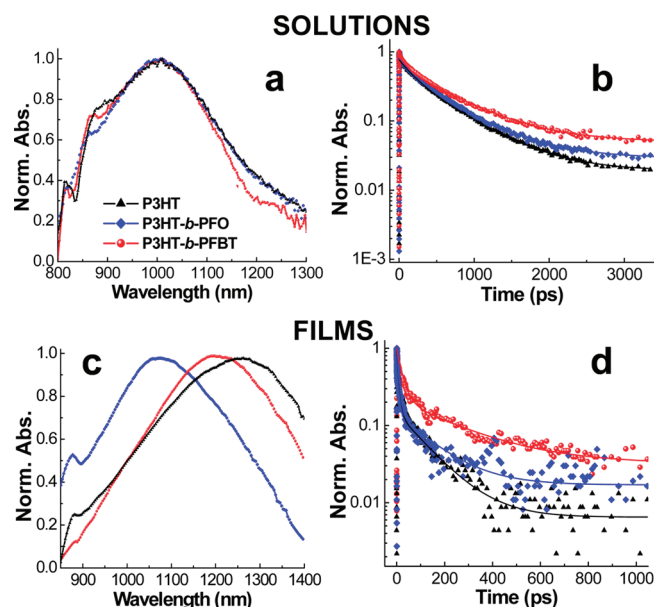 SOLUTIONS
a
Norm. Abs.
1.0
0.8
0.6
0.4
0.2
0.0
P3HT
P3HT-b-PFO
P3HT-b-PFBT
800 900 1000 1100 1200 1300
Wavelength (nm)
b
Norm. Abs.
1
0.1
0.01
1E-3
0 1000 2000 3000
Time (ps)
FILMS
c
Norm. Abs.
1.0
0.8
0.6
0.4
0.2
0.0
900 1000 1100 1200 1300 1400
Wavelength (nm)
d
Norm. Abs.
1
0.1
0.01
0 200 400 600 800 1000
Time (ps)